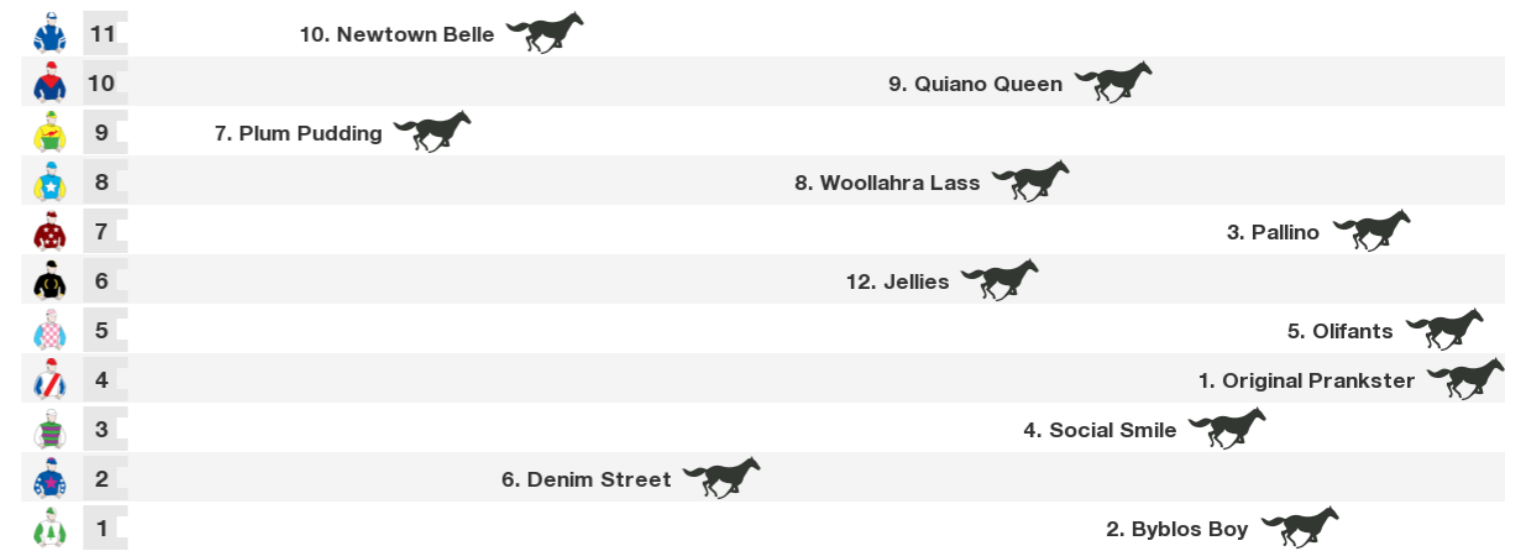 11 10. Newtown Belle
10 9. Quiano Queen
9 7. Plum Pudding
8 8. Woollahra Lass
7 3. Pallino
6 12. Jellies
5 5. Olifants
4 1. Original Prankster
3 4. Social Smile
2 6. Denim Street
1 2. Byblos Boy